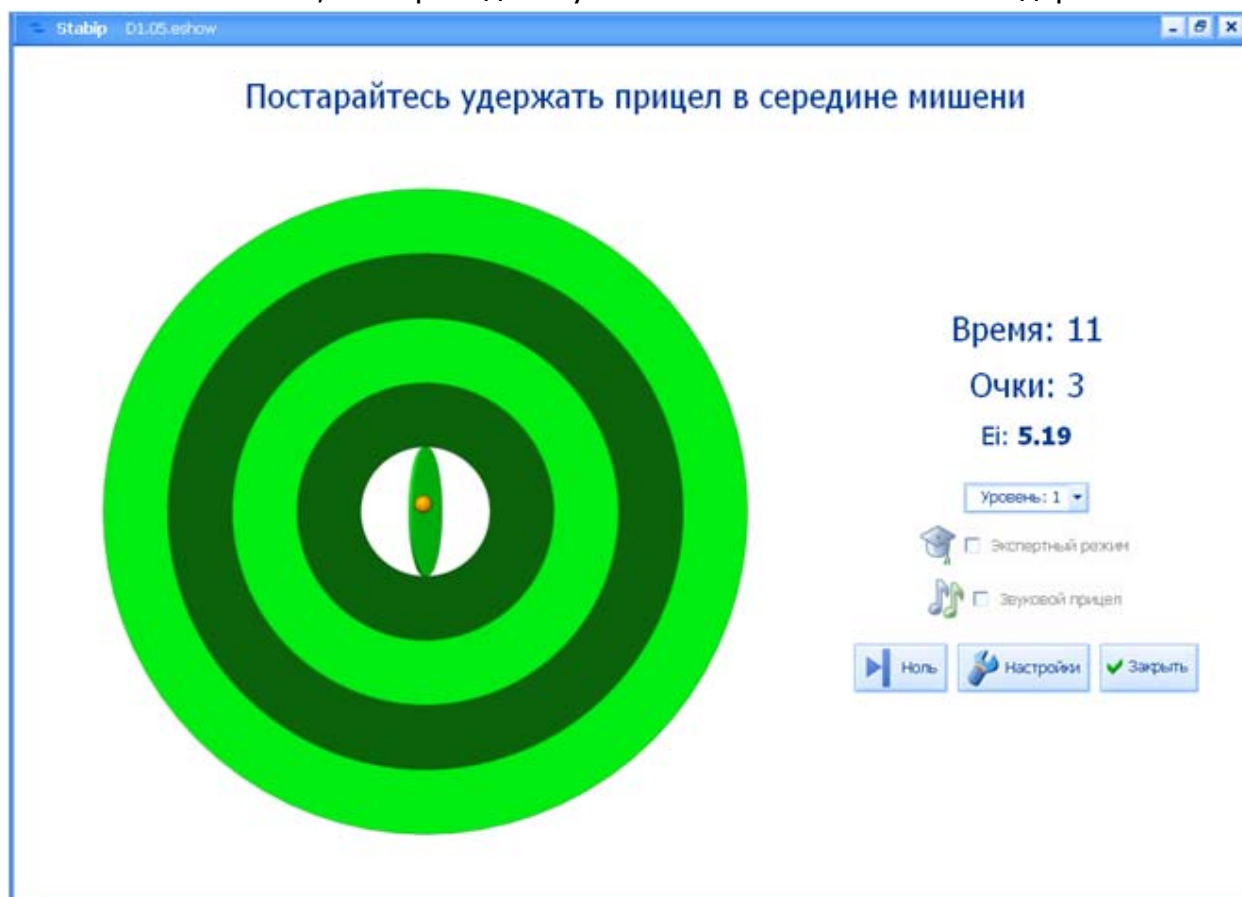 Stabip D1.05.eshow
Постарайтесь удержать прицел в середине мишени
Время: 11
Очки: 3
Ei: 5.19
Уровень: 1
Экспертный режим
Звуковой прицел
Ноль Настройки Закрыть